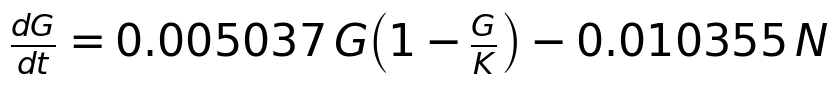 dG/dt = 0.005037 G(1 − G/K) − 0.010355 N